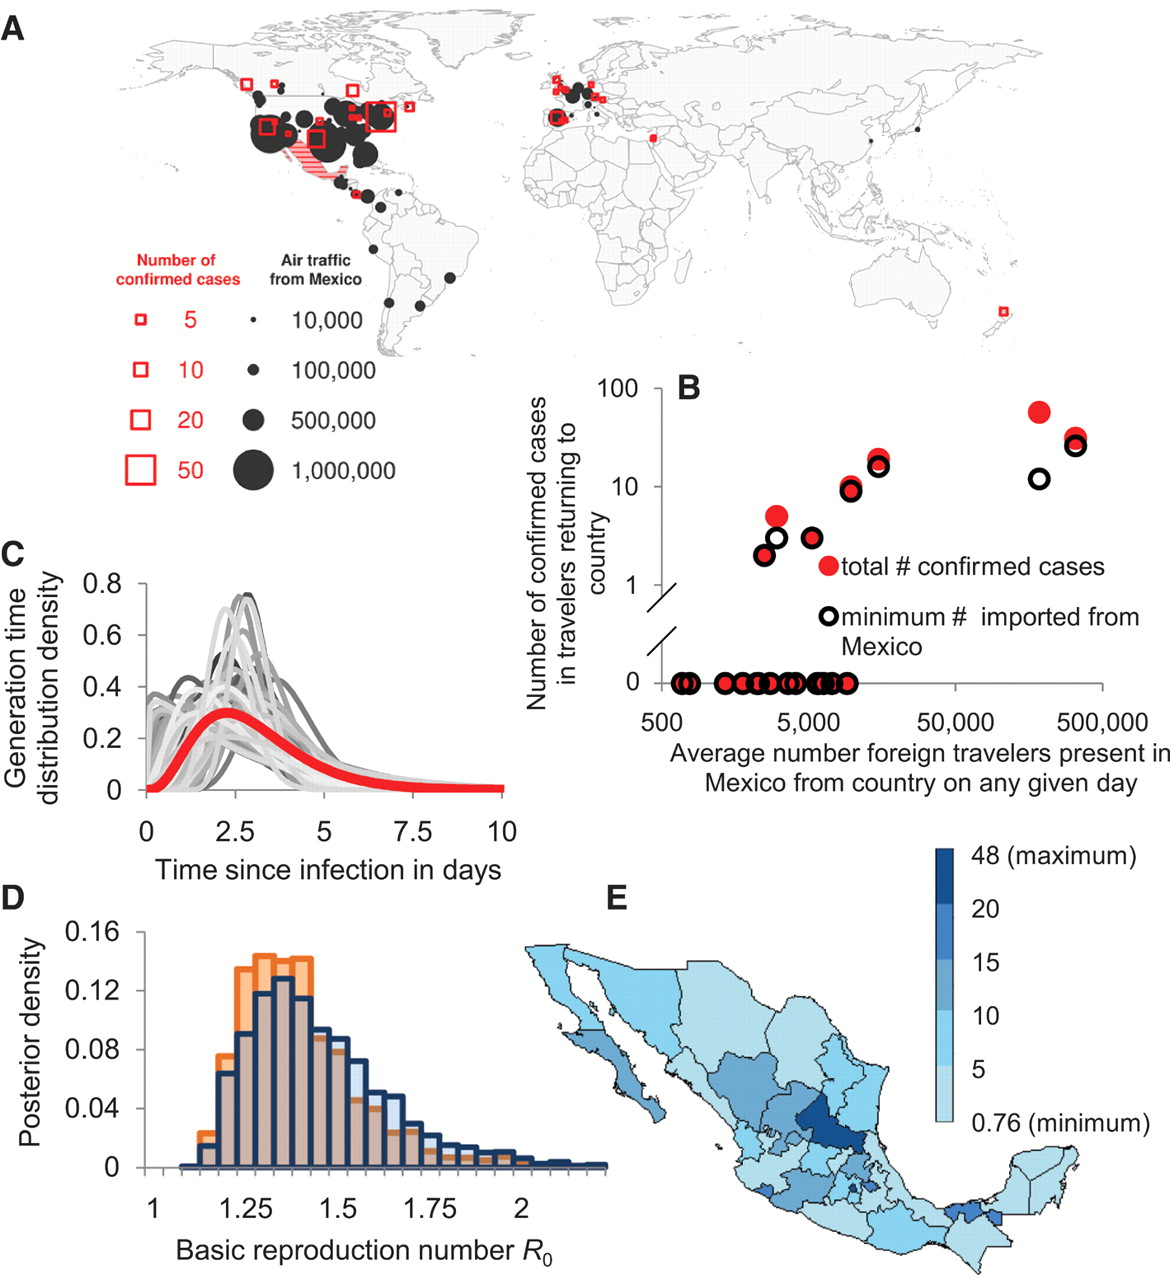 A
Number of
confirmed cases
Air traffic
from Mexico
5
10,000
10
100,000
20
500,000
50
1,000,000
B
Number of confirmed cases
in travelers returning to
country
100
10
1
0
total # confirmed cases
minimum # imported from
Mexico
500
5,000
50,000
500,000
Average number foreign travelers present in
Mexico from country on any given day
C
Generation time
distribution density
0.8
0.6
0.4
0.2
0
0
2.5
5
7.5
10
Time since infection in days
D
Posterior density
0.16
0.12
0.08
0.04
0
1
1.25
1.5
1.75
2
Basic reproduction number R0
E
48 (maximum)
20
15
10
5
0.76 (minimum)